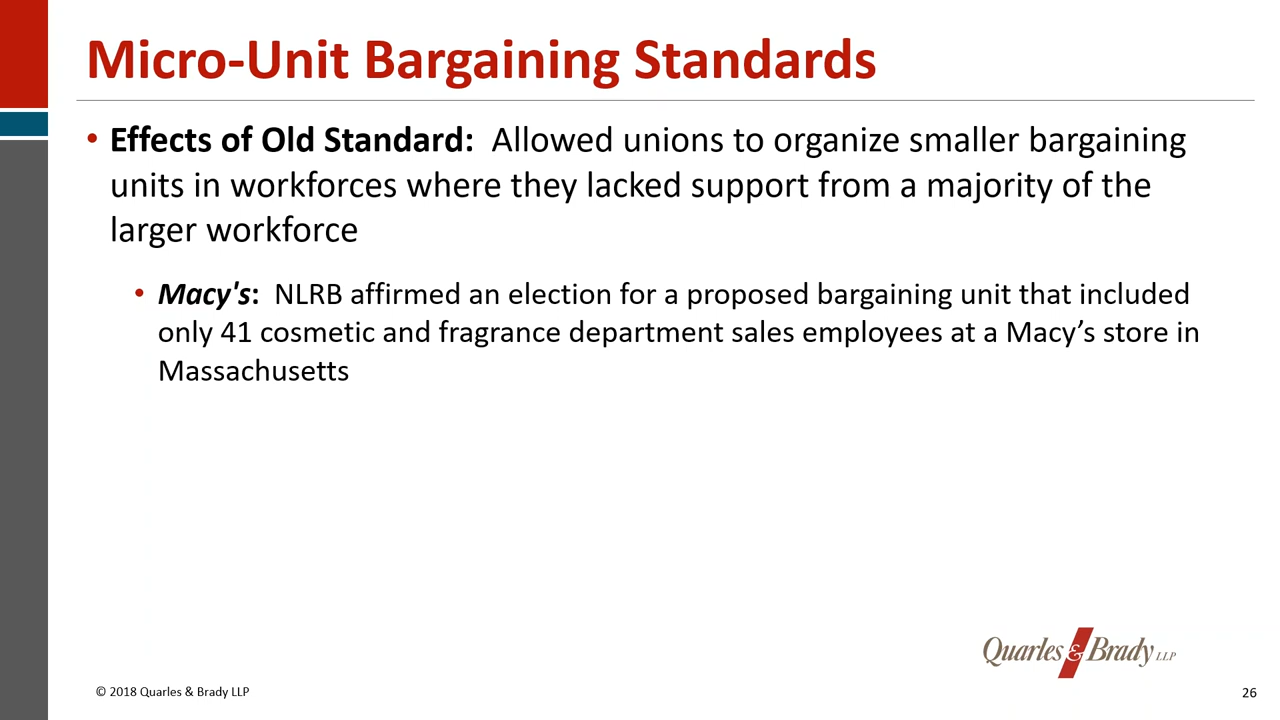 Micro-Unit Bargaining Standards
• Effects of Old Standard:  Allowed unions to organize smaller bargaining
units in workforces where they lacked support from a majority of the
larger workforce
• Macy's:  NLRB affirmed an election for a proposed bargaining unit that included
only 41 cosmetic and fragrance department sales employees at a Macy’s store in
Massachusetts
Quarles & Brady LLP
© 2018 Quarles & Brady LLP
26